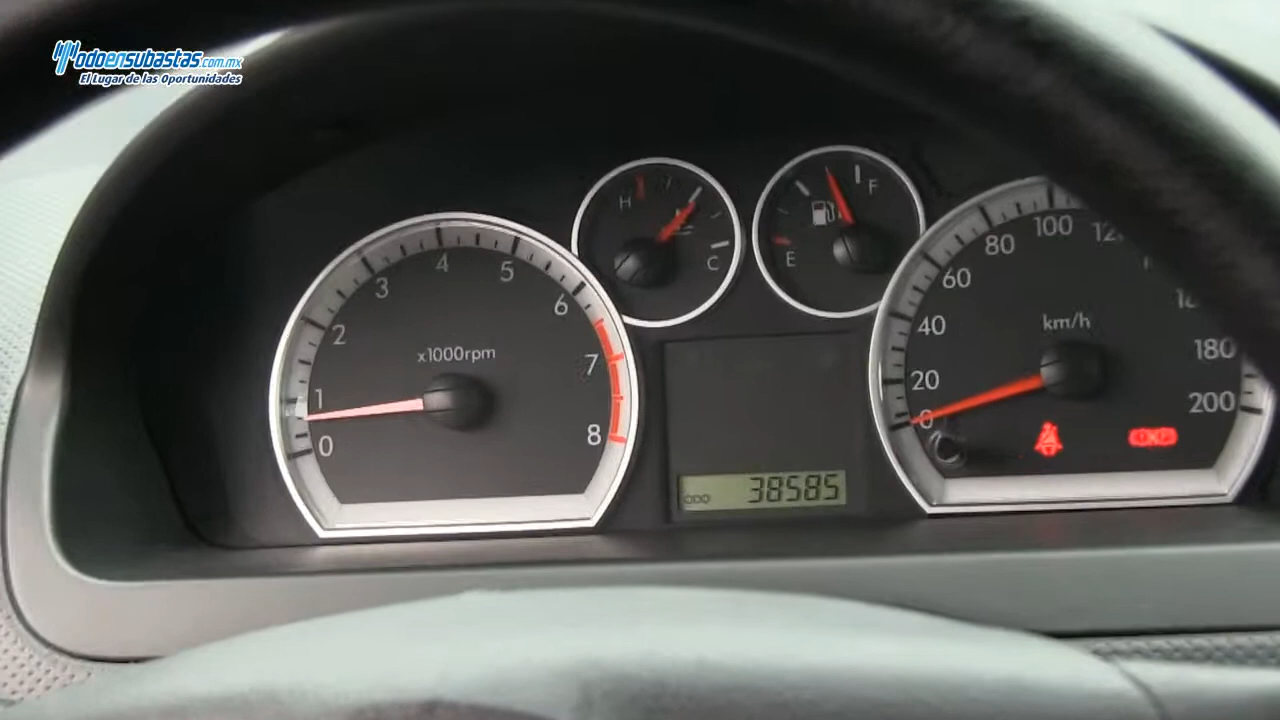 Todoensubastas.com.mx
El Lugar de las Oportunidades
H
C
E
F
0
1
2
3
4
5
6
7
8
x1000rpm
0
20
40
60
80
100
180
200
km/h
38585